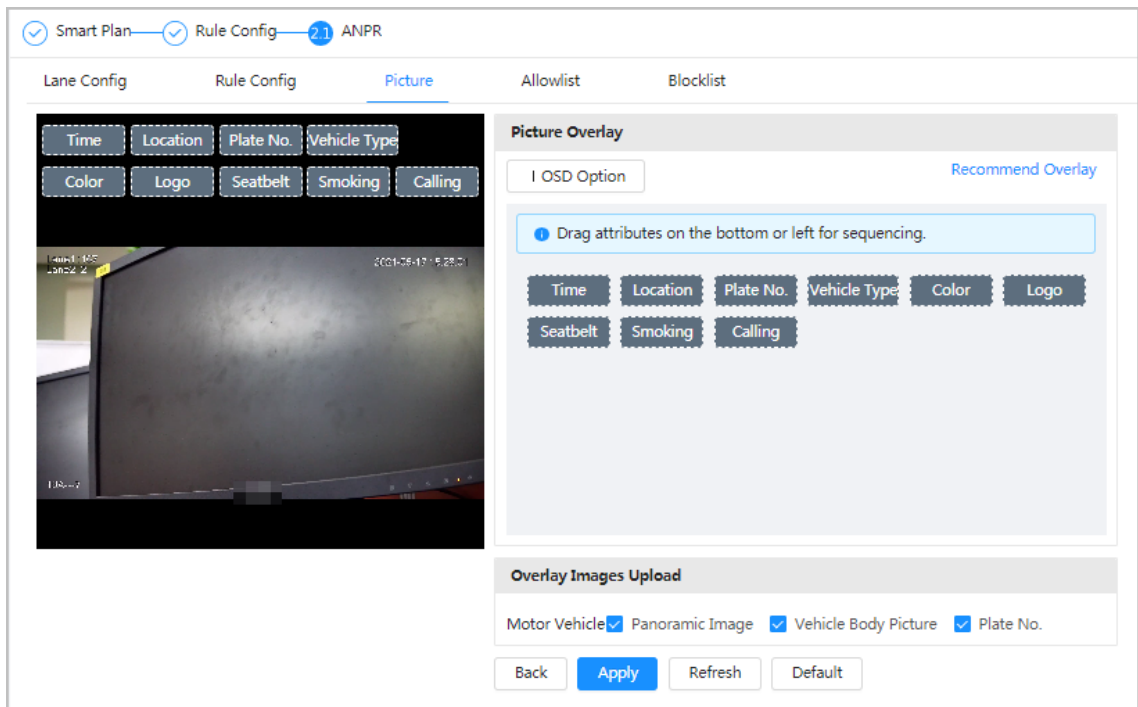 Smart Plan Rule Config 2.1 ANPR
Lane Config Rule Config Picture Allowlist Blocklist
Time Location Plate No. Vehicle Type
Color Logo Seatbelt Smoking Calling
Picture Overlay
I OSD Option Recommend Overlay
Drag attributes on the bottom or left for sequencing.
Time Location Plate No. Vehicle Type Color Logo
Seatbelt Smoking Calling
Overlay Images Upload
Motor Vehicle Panoramic Image Vehicle Body Picture Plate No.
Back Apply Refresh Default